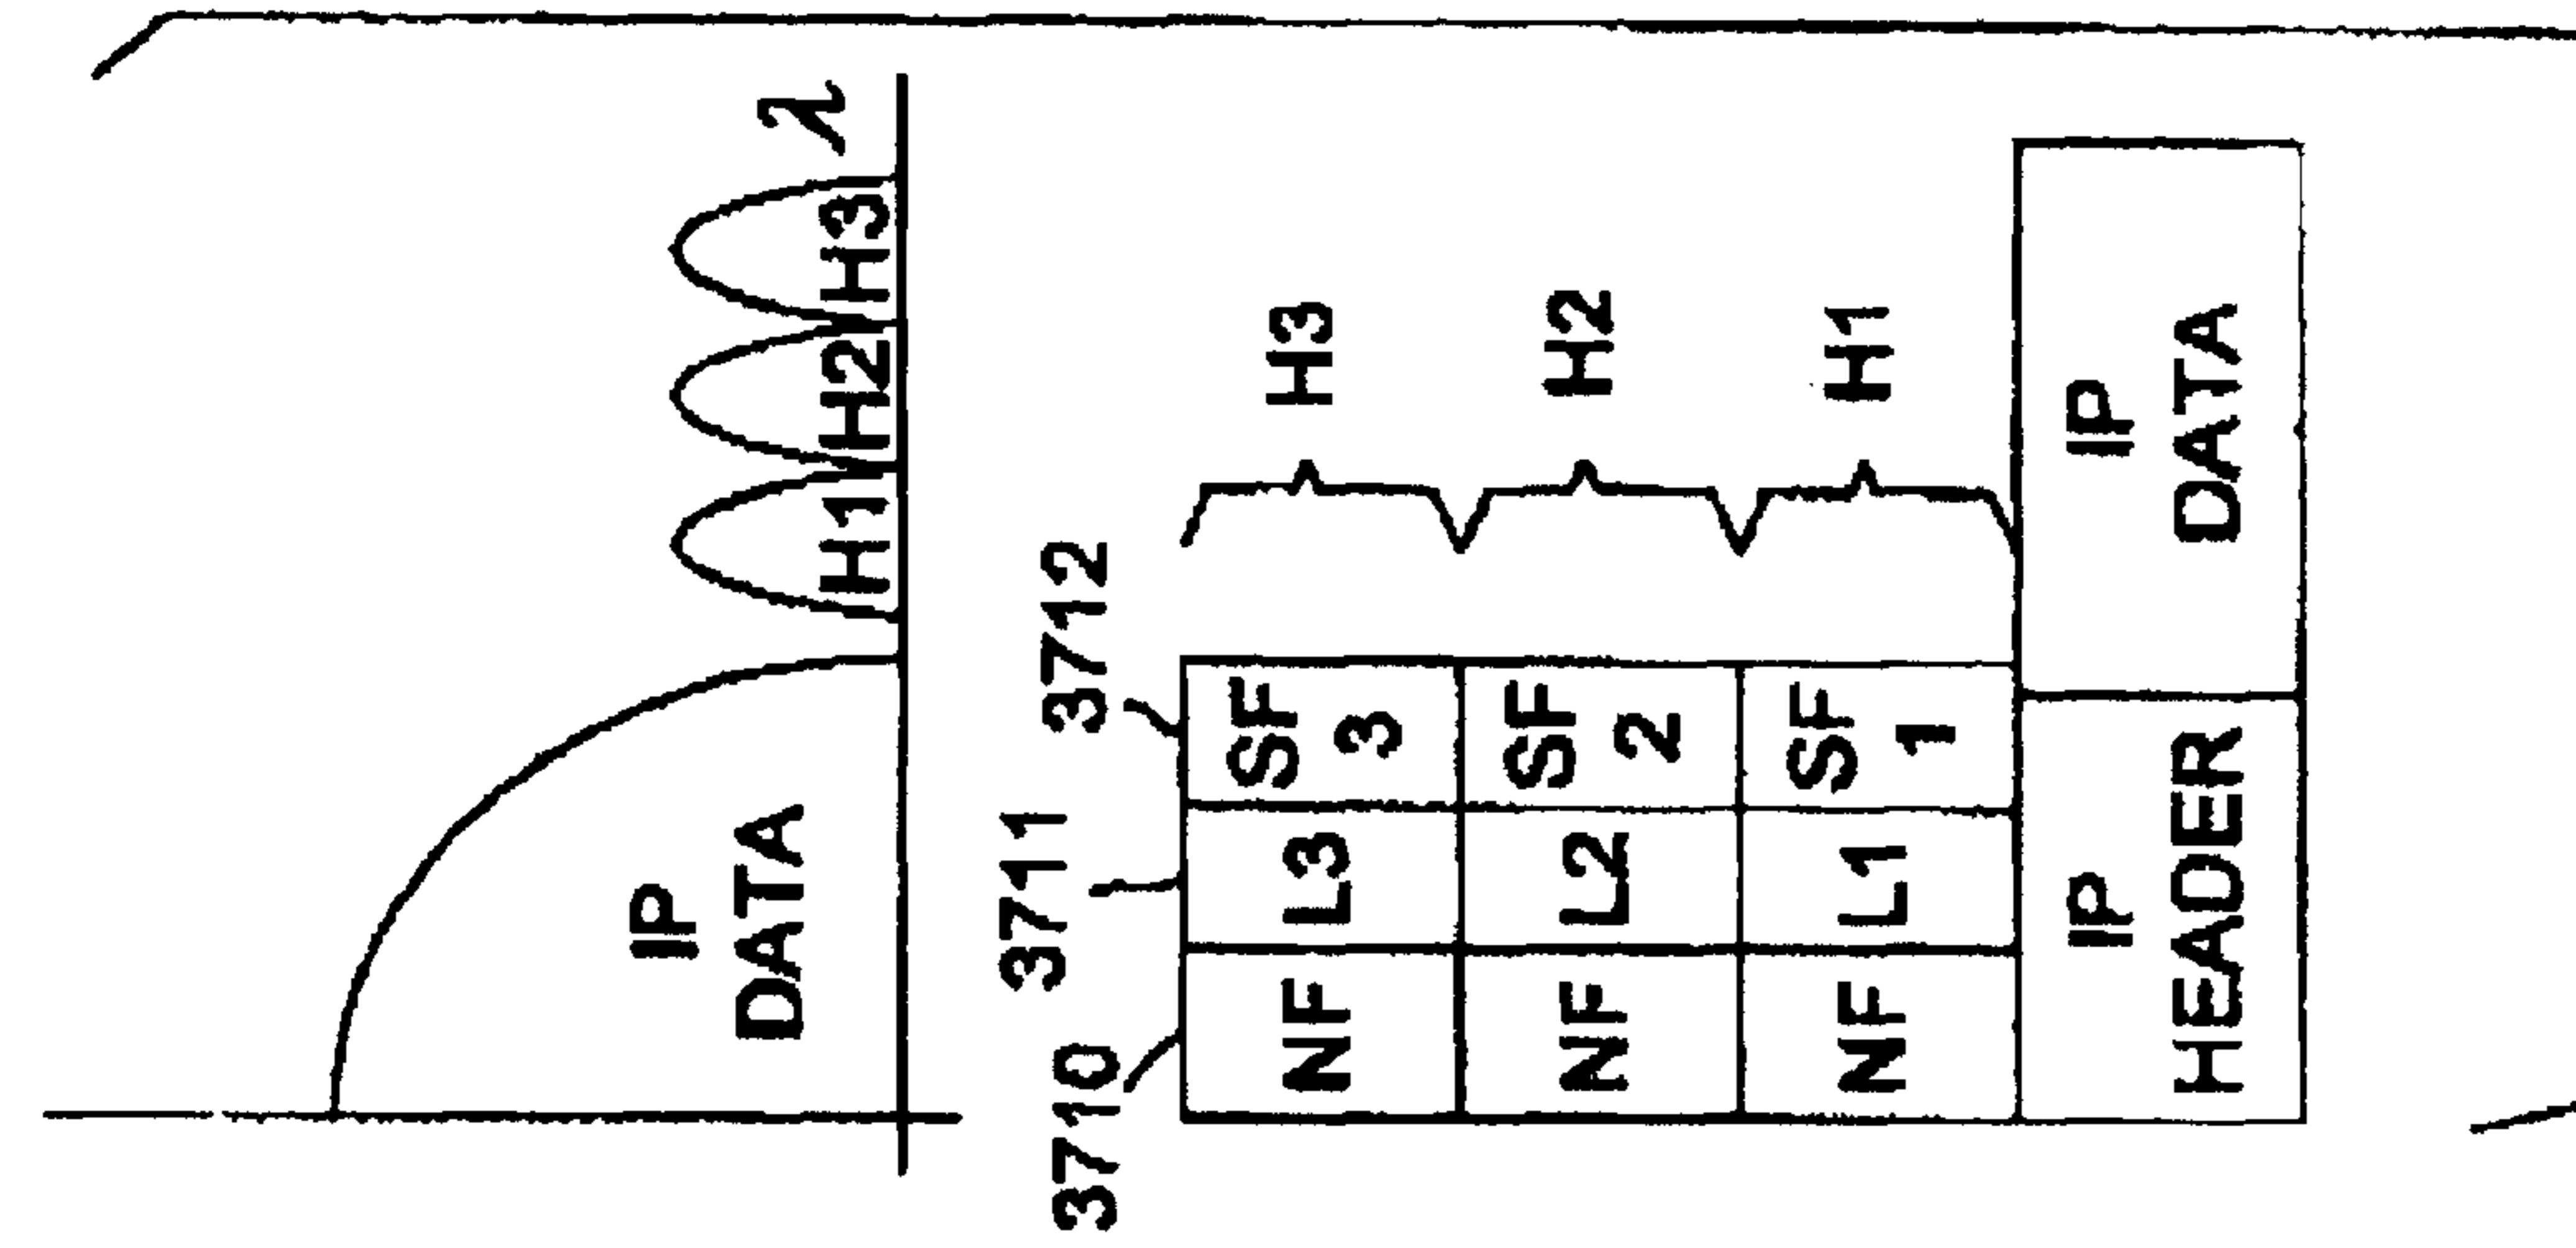 IP
DATA
H1 H2 H3 λ
3710 3711 3712
NF L3 SF
3
H3
NF L2 SF
2
H2
NF L1 SF
1
H1
IP
HEADER
IP
DATA